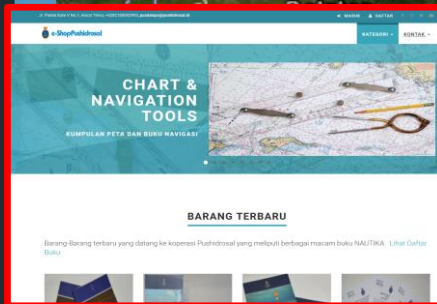 MASUK
DAFTAR
e-ShopPushidrosal
KATEGORI
KONTAK
CHART &
NAVIGATION
TOOLS
KUMPULAN PETA DAN BUKU NAVIGASI
BARANG TERBARU
Barang-Barang terbaru yang datang ke koperasi Pushidrosal yang meliputi berbagai macam buku NAUTIKA Lihat Daftar
Buku